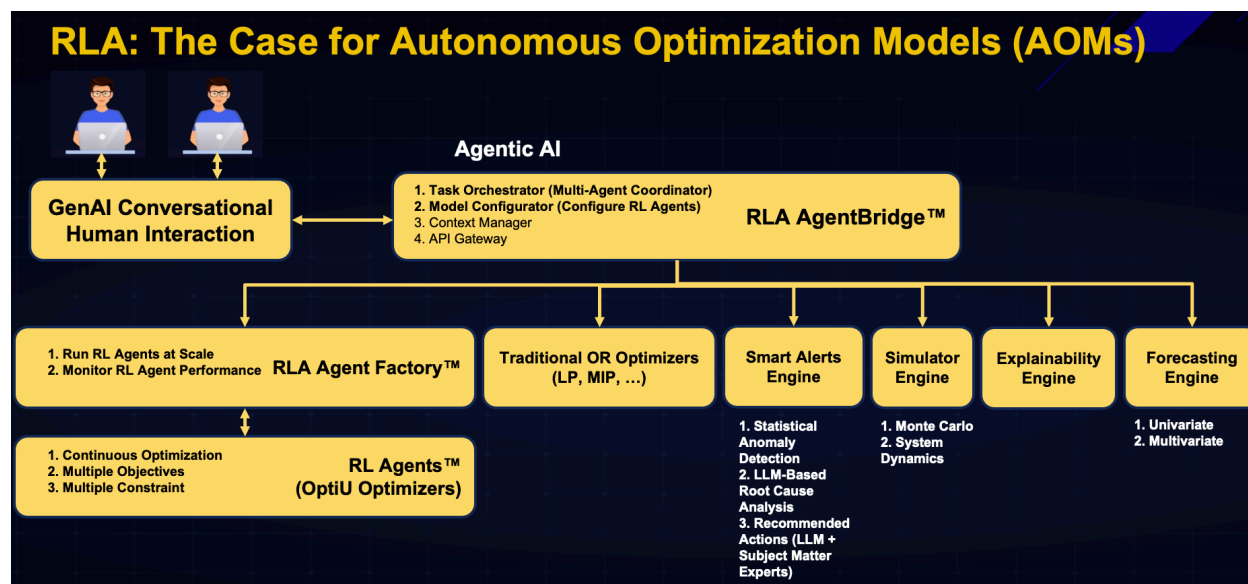 RLA: The Case for Autonomous Optimization Models (AOMs)
Agentic AI
GenAI Conversational
Human Interaction
1. Task Orchestrator (Multi-Agent Coordinator)
2. Model Configurator (Configure RL Agents)
3. Context Manager
4. API Gateway
RLA AgentBridge™
1. Run RL Agents at Scale
2. Monitor RL Agent Performance
RLA Agent Factory™
Traditional OR Optimizers
(LP, MIP, …)
Smart Alerts
Engine
Simulator
Engine
Explainability
Engine
Forecasting
Engine
1. Statistical
Anomaly
Detection
2. LLM-Based
Root Cause
Analysis
3. Recommended
Actions (LLM +
Subject Matter
Experts)
1. Monte Carlo
2. System
Dynamics
1. Univariate
2. Multivariate
1. Continuous Optimization
2. Multiple Objectives
3. Multiple Constraint
RL Agents™
(OptiU Optimizers)